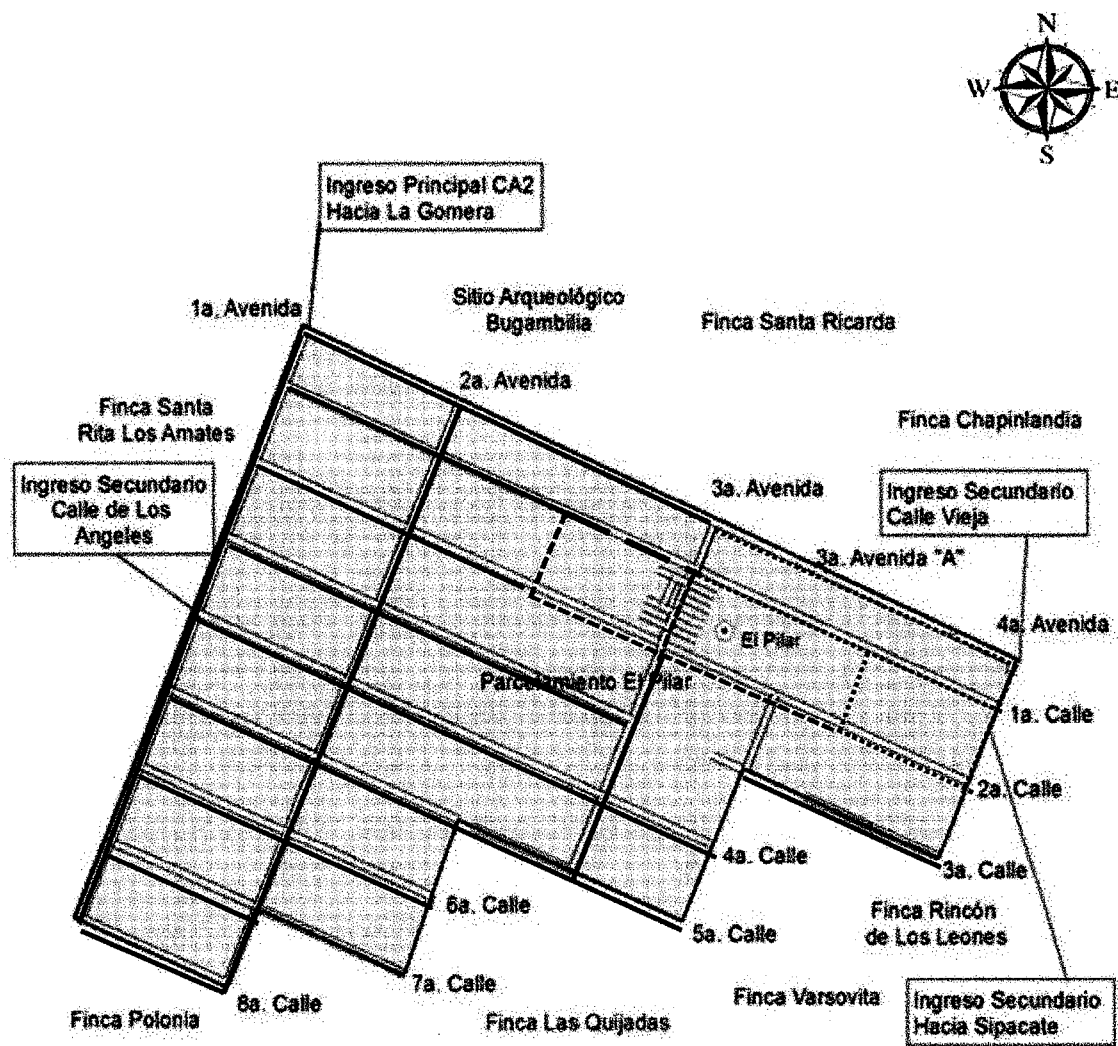 N
W E
S
Ingreso Principal CA2
Hacia La Gomera
1a. Avenida
Sitio Arqueológico
Bugambilia
Finca Santa Ricarda
2a. Avenida
Finca Santa
Rita Los Amates
Finca Chapinlandia
Ingreso Secundario
Calle de Los
Angeles
3a. Avenida
Ingreso Secundario
Calle Vieja
3a. Avenida "A"
4a. Avenida
El Pilar
Parcelamiento El Pilar
1a. Calle
2a. Calle
4a. Calle
3a. Calle
6a. Calle
5a. Calle
Finca Rincón
de Los Leones
7a. Calle
8a. Calle
Finca Polonia
Finca Las Quijadas
Finca Varsovita
Ingreso Secundario
Hacia Sipacate